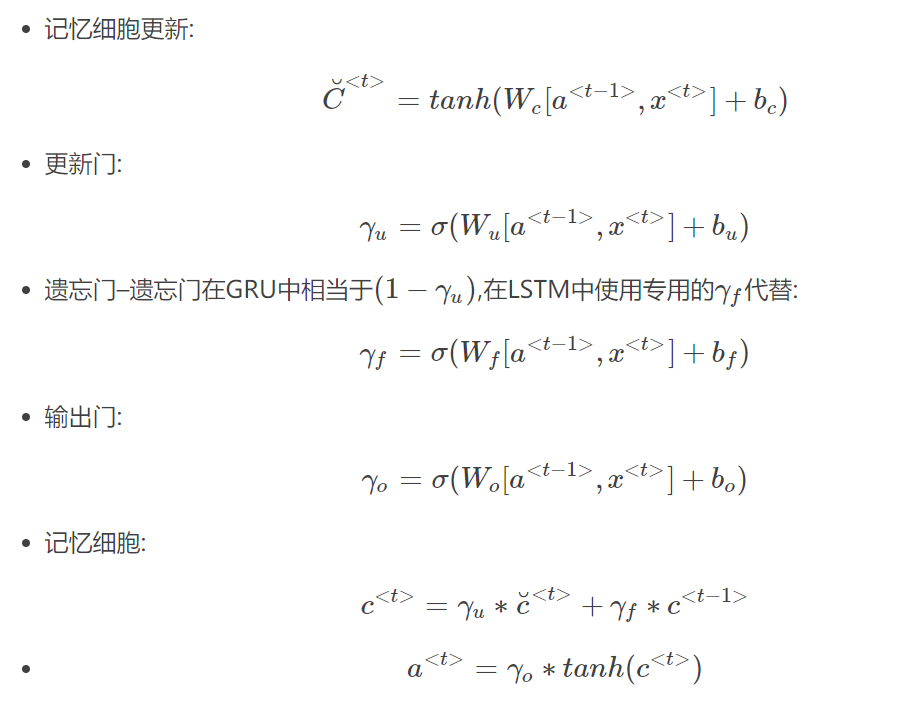 • 记忆细胞更新:
$\breve{C}^{<t>} = tanh(W_c[a^{<t-1>}, x^{<t>}] + b_c)$
• 更新门:
$\gamma_u = \sigma(W_u[a^{<t-1>}, x^{<t>}] + b_u)$
• 遗忘门–遗忘门在GRU中相当于$(1 - \gamma_u)$,在LSTM中使用专用的$\gamma_f$代替:
$\gamma_f = \sigma(W_f[a^{<t-1>}, x^{<t>}] + b_f)$
• 输出门:
$\gamma_o = \sigma(W_o[a^{<t-1>}, x^{<t>}] + b_o)$
• 记忆细胞:
$c^{<t>} = \gamma_u * \breve{c}^{<t>} + \gamma_f * c^{<t-1>}$
• $a^{<t>} = \gamma_o * tanh(c^{<t>})$